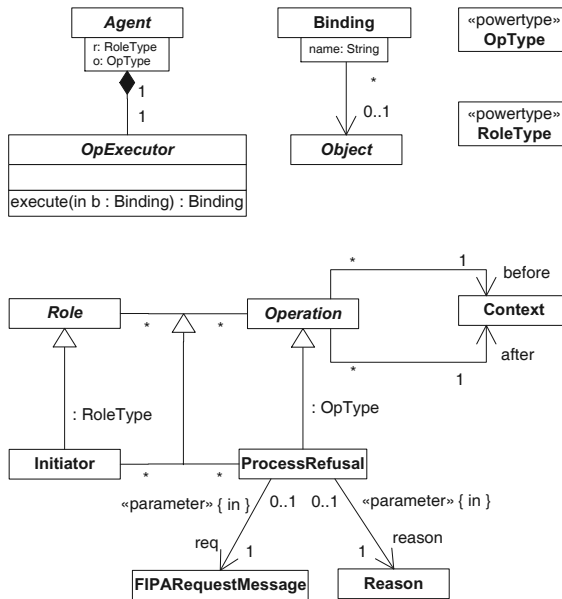 Agent
r: RoleType
o: OpType
1
1
OpExecutor
execute(in b : Binding) : Binding
Binding
name: String
*
0..1
Object
«powertype»
OpType
«powertype»
RoleType
Role
*
*
Operation
*
1
before
Context
after
*
1
: RoleType
: OpType
Initiator
*
*
ProcessRefusal
«parameter» { in }
0..1
0..1
«parameter» { in }
req
1
1
reason
FIPARequestMessage
Reason